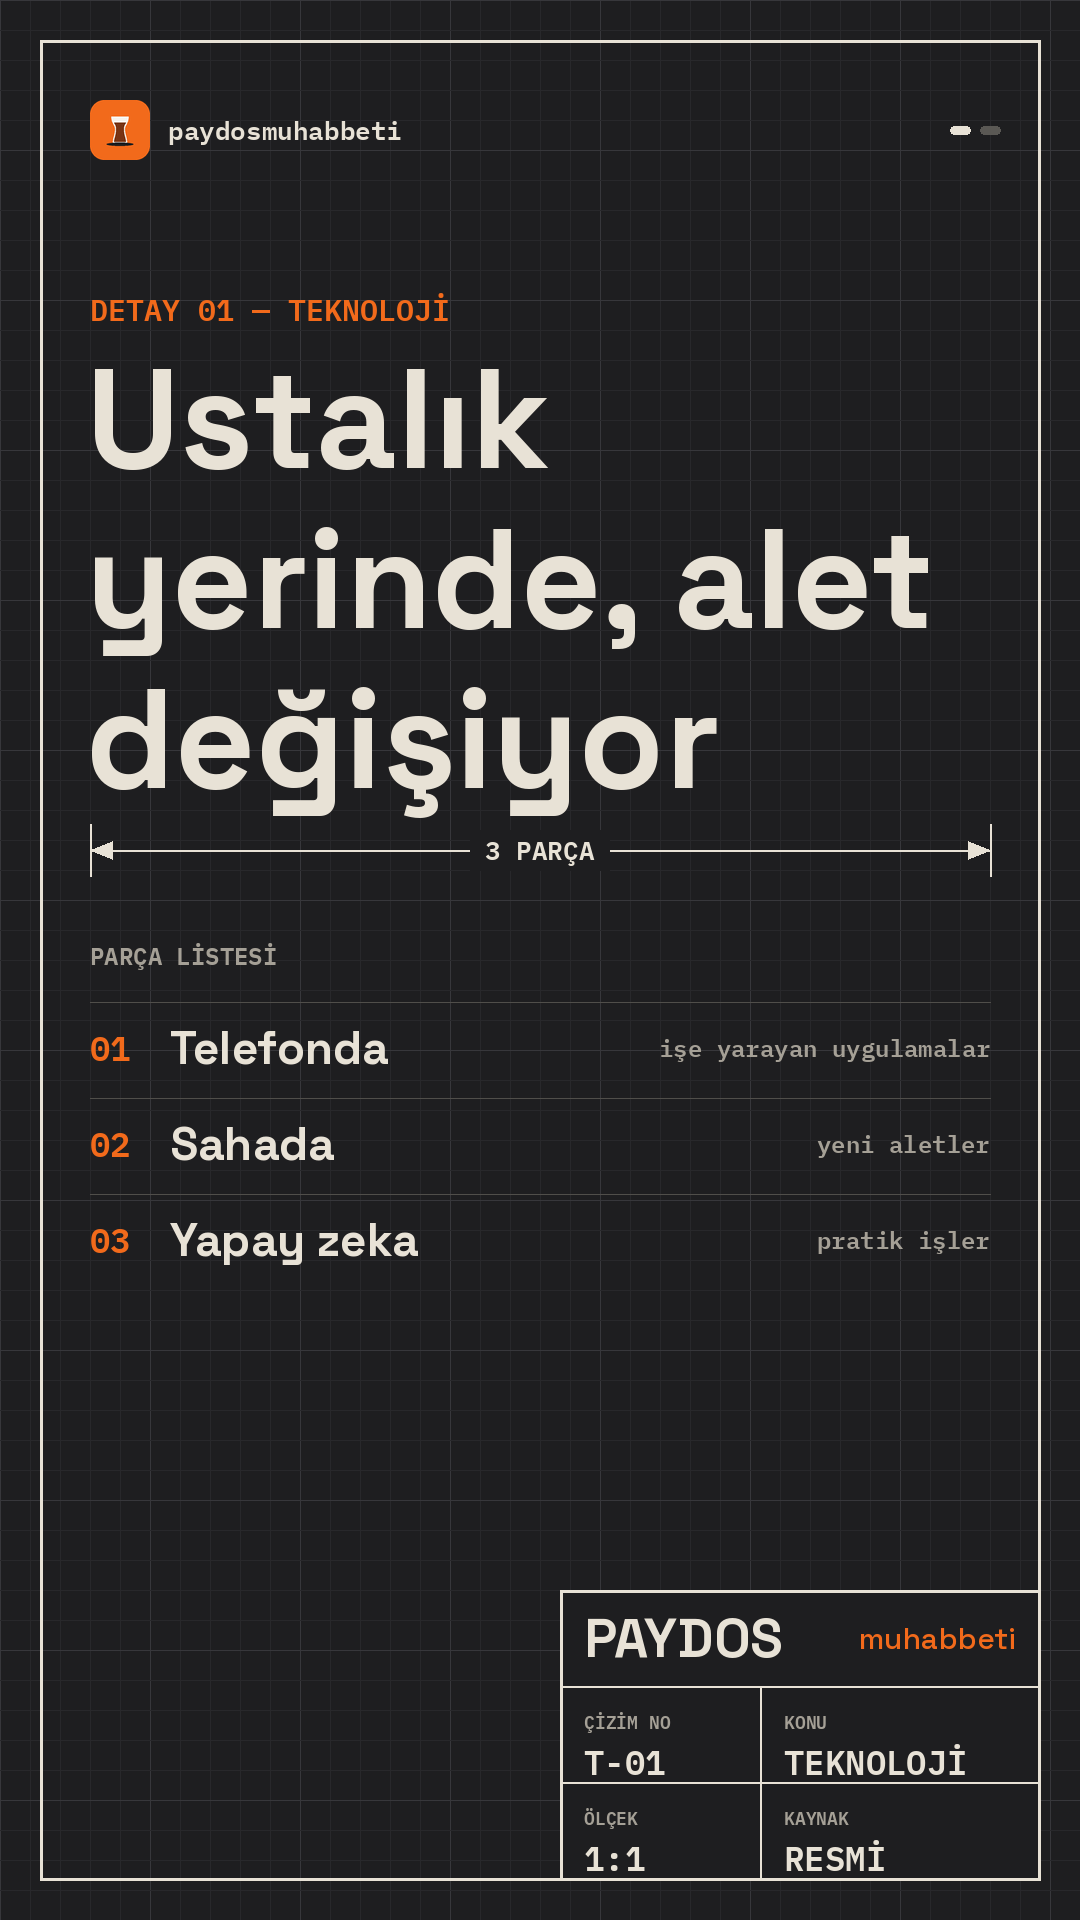 paydosmuhabbeti
DETAY 01 — TEKNOLOJİ
Ustalık
yerinde, alet
değişiyor
3 PARÇA
PARÇA LİSTESİ
01 Telefonda işe yarayan uygulamalar
02 Sahada yeni aletler
03 Yapay zeka pratik işler
PAYDOS muhabbeti
ÇİZİM NO KONU
T-01 TEKNOLOJİ
ÖLÇEK KAYNAK
1:1 RESMİ